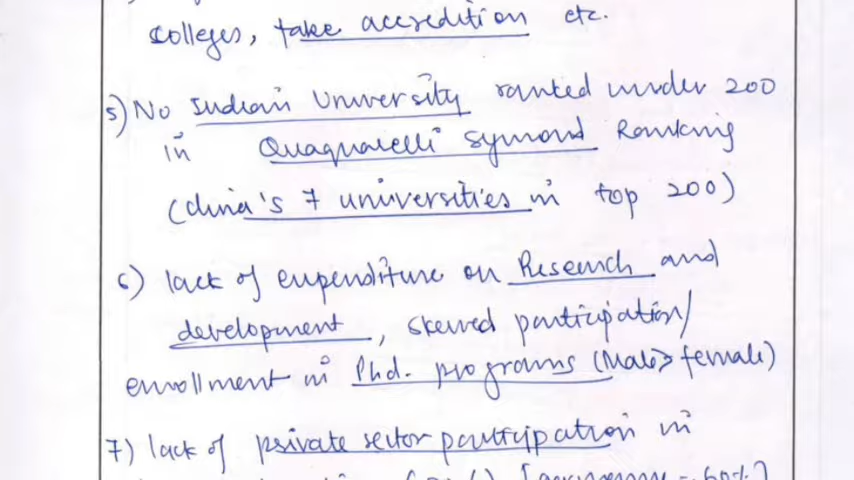 colleges, take accredition etc.
5) No Indian University ranked under 200
in Quaquarelli Symond Ranking
(China's 7 universities in top 200)
6) lack of expenditure on Research and
development, skewed participation/
enrollment in Phd. programs (Male > female)
7) lack of private sector participation in